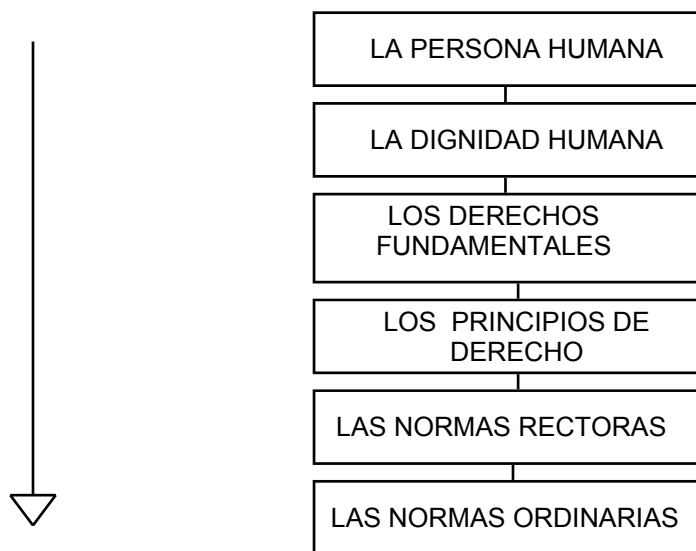 LA PERSONA HUMANA
LA DIGNIDAD HUMANA
LOS DERECHOS
FUNDAMENTALES
LOS PRINCIPIOS DE
DERECHO
LAS NORMAS RECTORAS
LAS NORMAS ORDINARIAS